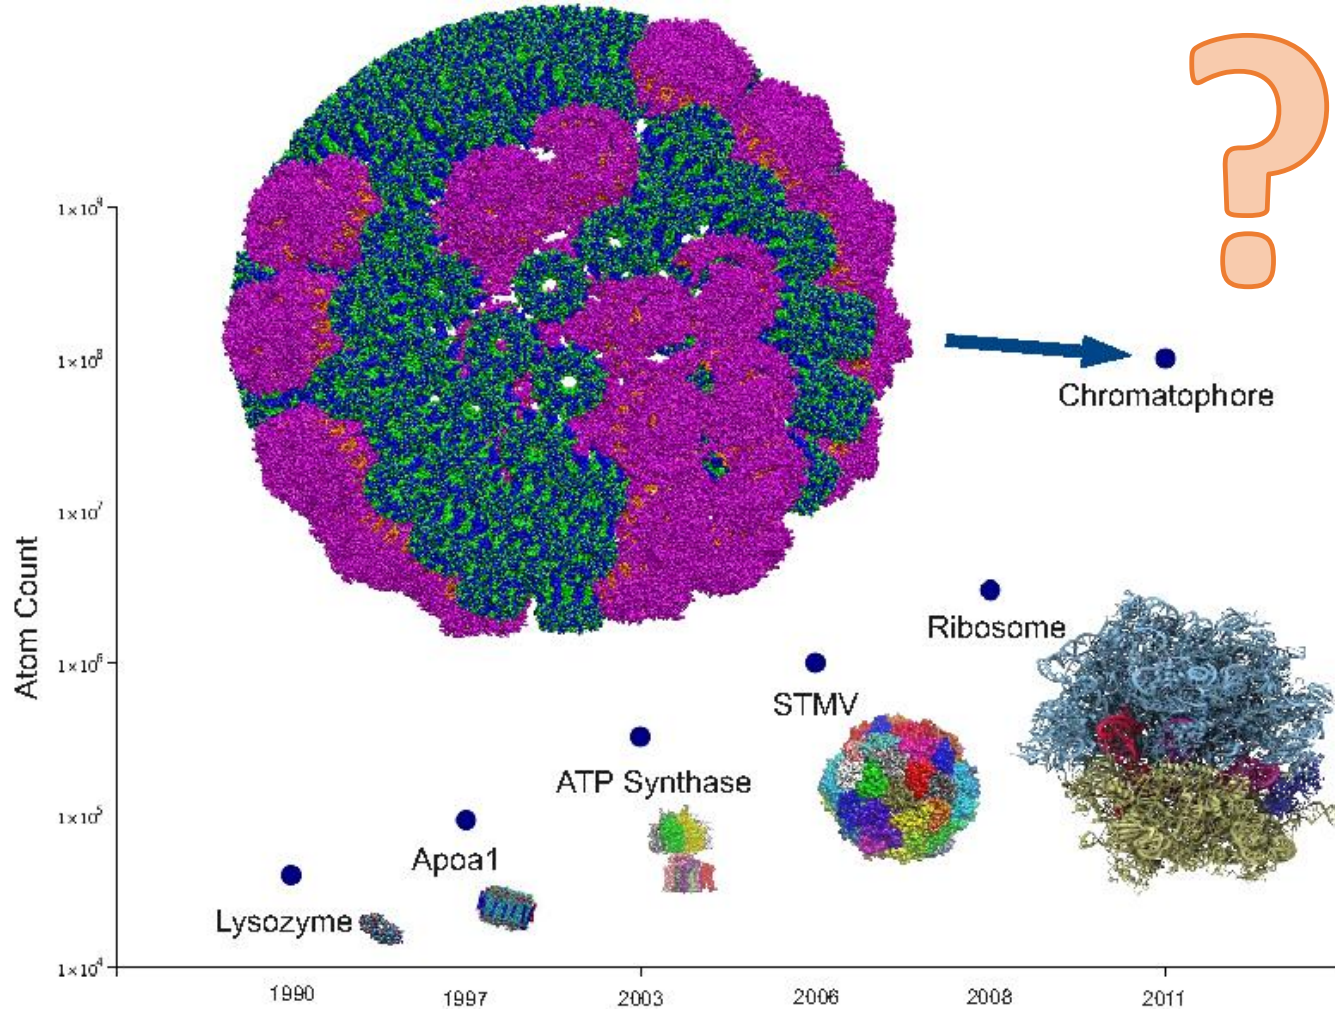 ?
1×10⁹
1×10⁸
Chromatophore
1×10⁷
Atom Count
Ribosome
1×10⁶
STMV
ATP Synthase
1×10⁵
Apoa1
Lysozyme
1×10⁴
1990 1997 2003 2006 2008 2011